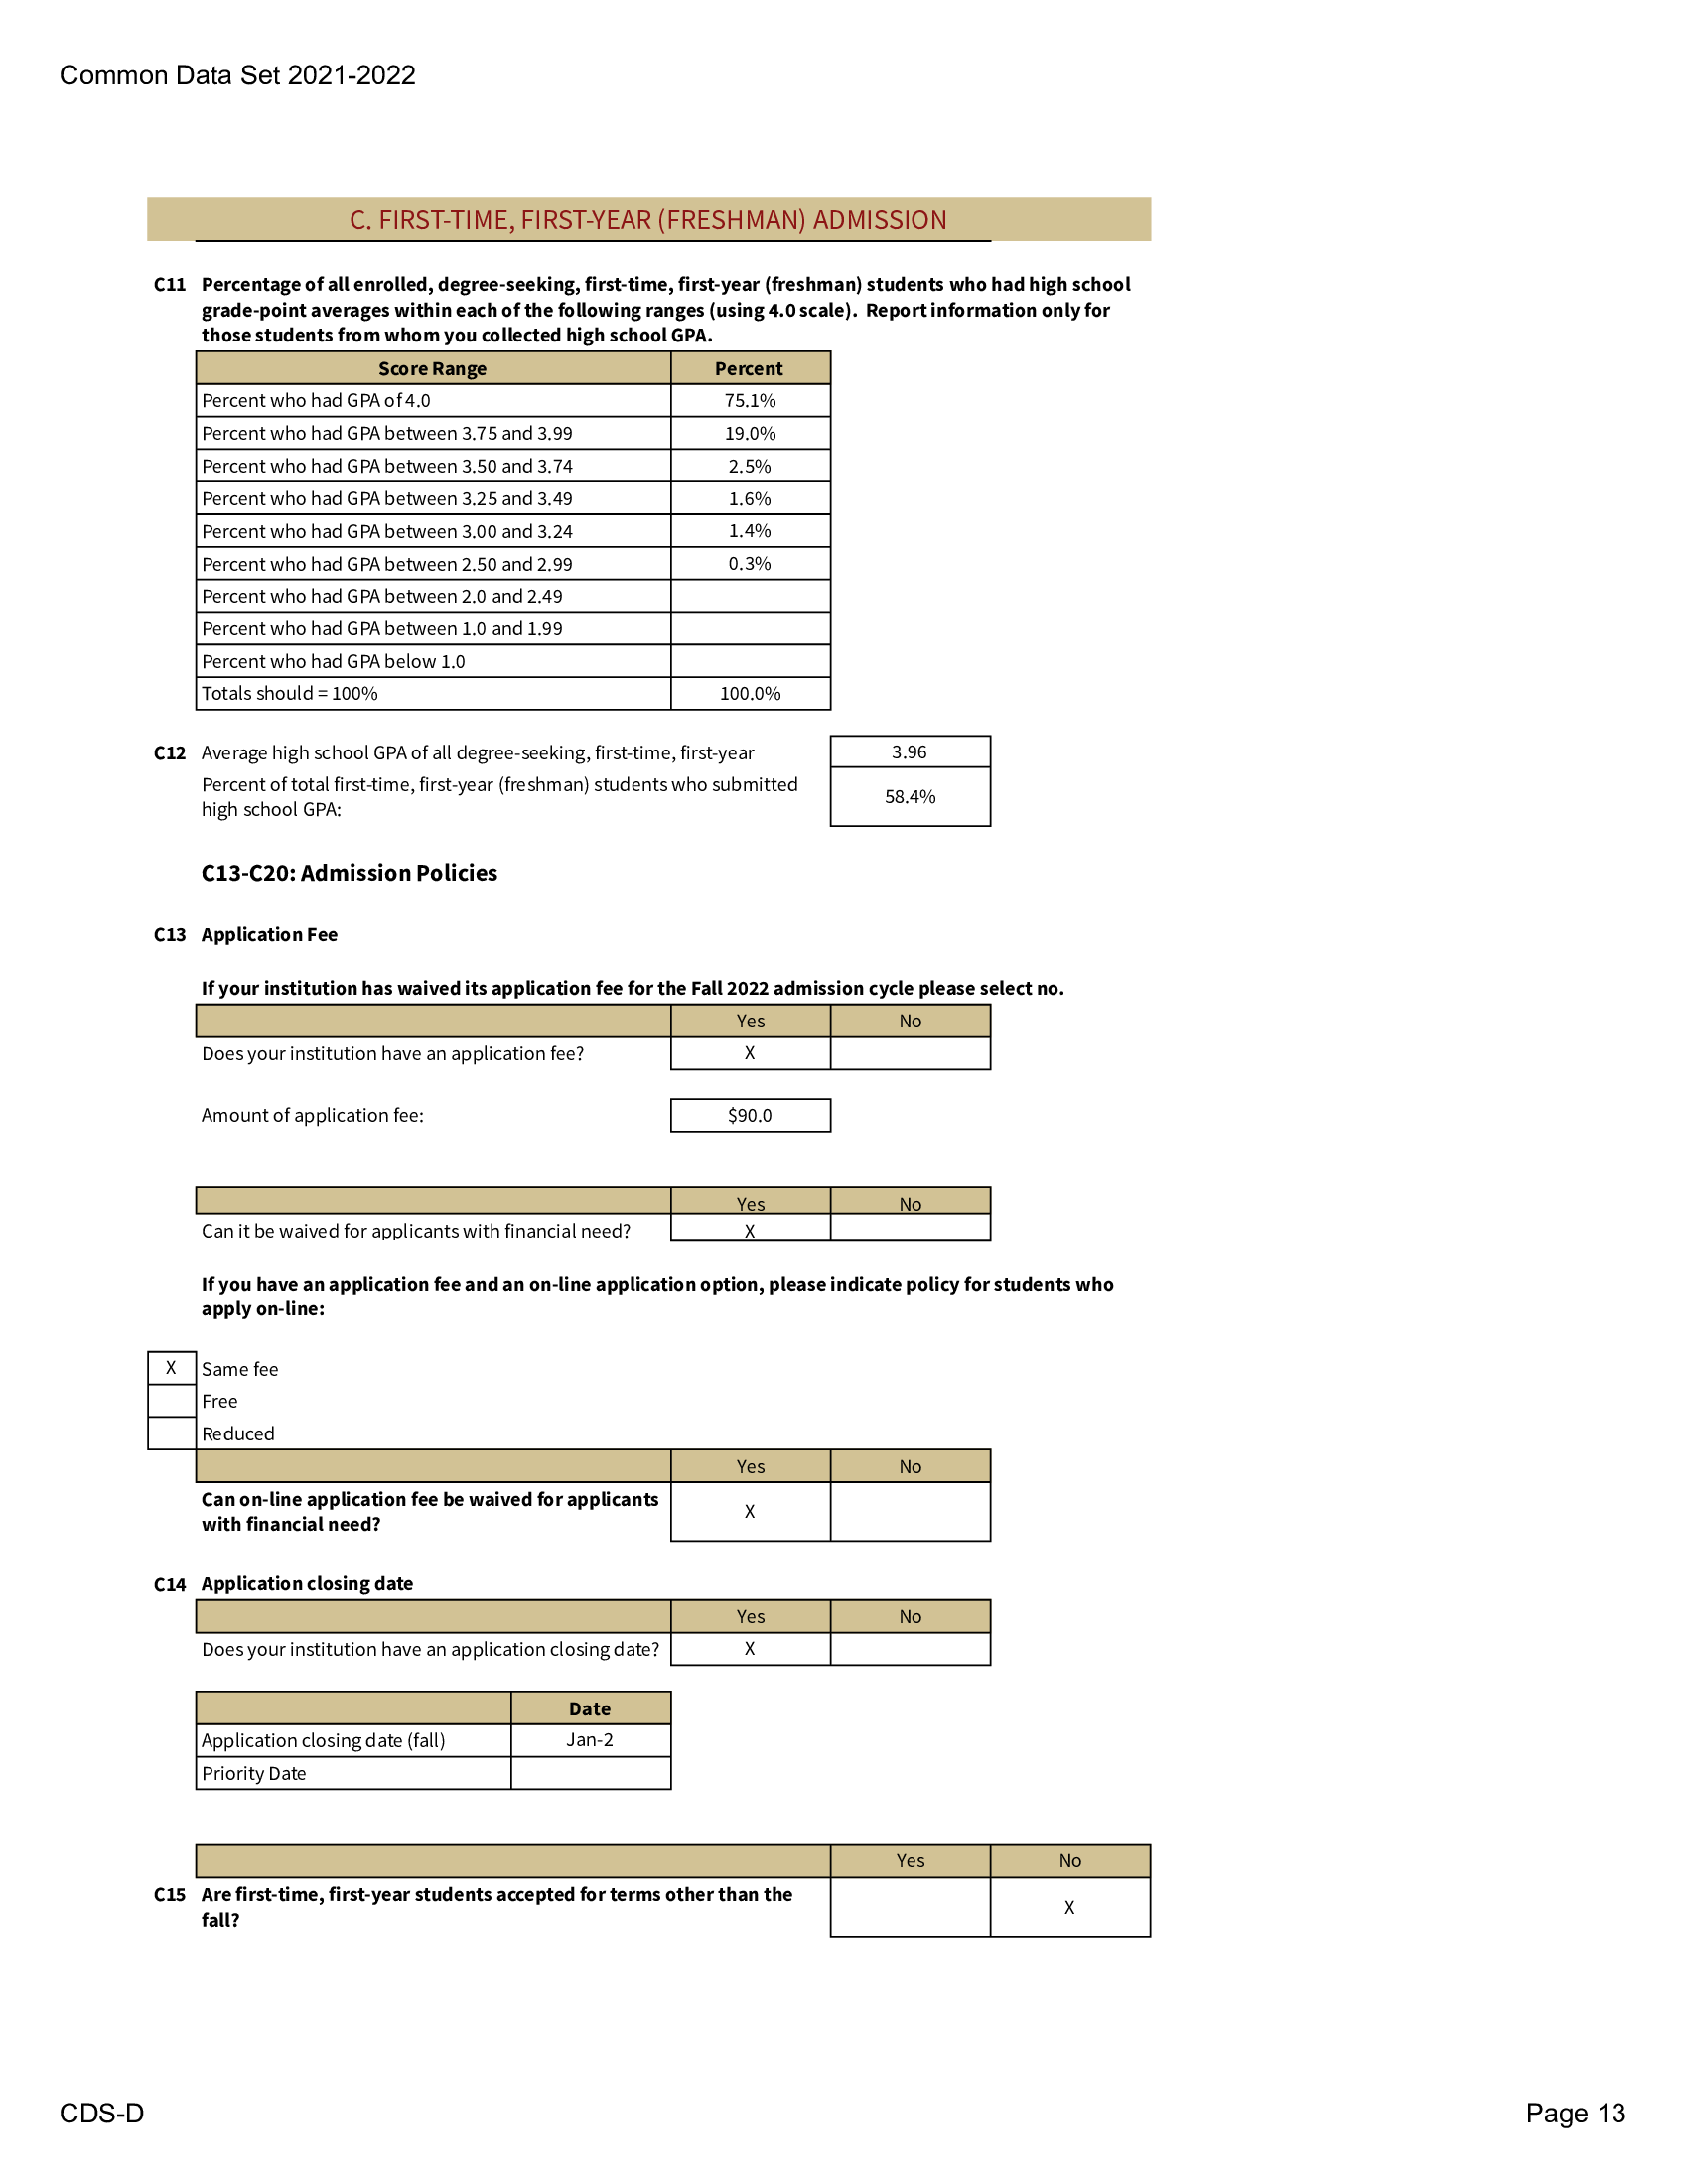 Common Data Set 2021-2022
C. FIRST-TIME, FIRST-YEAR (FRESHMAN) ADMISSION
C11 Percentage of all enrolled, degree-seeking, first-time, first-year (freshman) students who had high school
grade-point averages within each of the following ranges (using 4.0 scale). Report information only for
those students from whom you collected high school GPA.
Score Range Percent
Percent who had GPA of 4.0 75.1%
Percent who had GPA between 3.75 and 3.99 19.0%
Percent who had GPA between 3.50 and 3.74 2.5%
Percent who had GPA between 3.25 and 3.49 1.6%
Percent who had GPA between 3.00 and 3.24 1.4%
Percent who had GPA between 2.50 and 2.99 0.3%
Percent who had GPA between 2.0 and 2.49
Percent who had GPA between 1.0 and 1.99
Percent who had GPA below 1.0
Totals should = 100% 100.0%
C12 Average high school GPA of all degree-seeking, first-time, first-year 3.96
Percent of total first-time, first-year (freshman) students who submitted
high school GPA: 58.4%
C13-C20: Admission Policies
C13 Application Fee
If your institution has waived its application fee for the Fall 2022 admission cycle please select no.
Yes No
Does your institution have an application fee? X
Amount of application fee: $90.0
Yes No
Can it be waived for applicants with financial need? X
If you have an application fee and an on-line application option, please indicate policy for students who
apply on-line:
X Same fee
Free
Reduced
Yes No
Can on-line application fee be waived for applicants
with financial need? X
C14 Application closing date
Yes No
Does your institution have an application closing date? X
Date
Application closing date (fall) Jan-2
Priority Date
Yes No
C15 Are first-time, first-year students accepted for terms other than the
fall? X
CDS-D Page 13